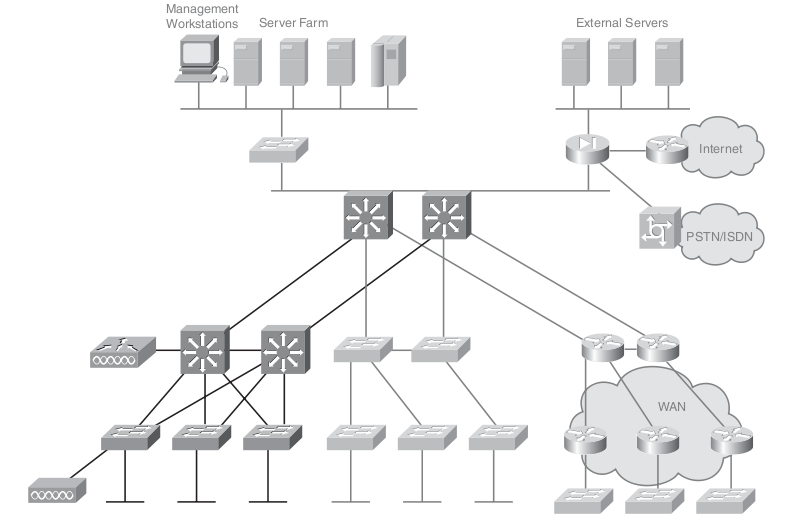 Management
Workstations
Server Farm
External Servers
Internet
PSTN/ISDN
WAN